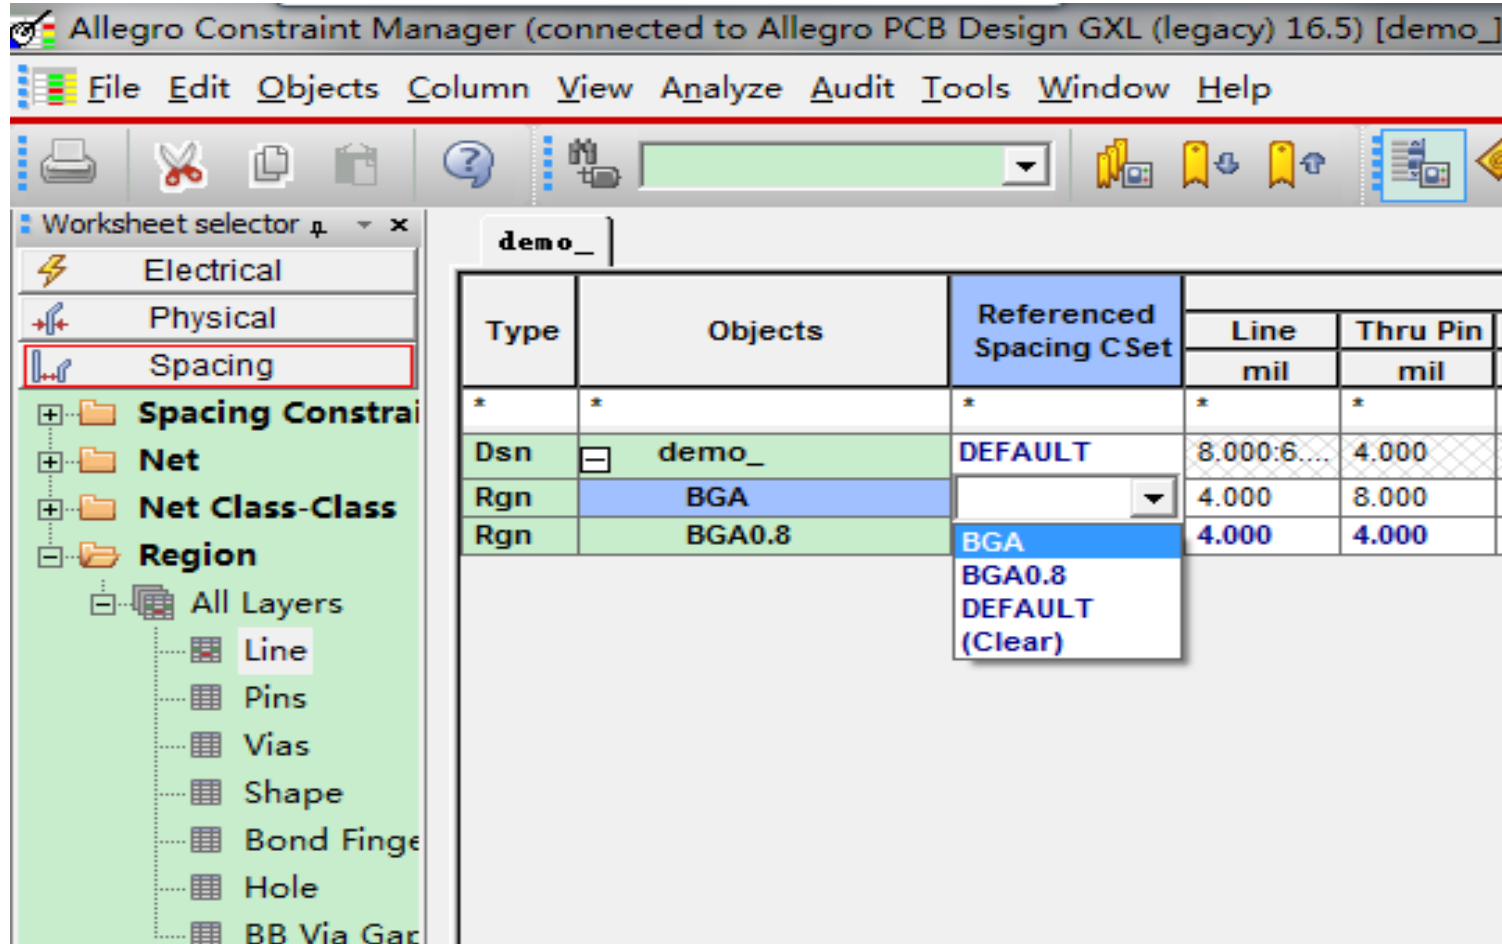 Allegro Constraint Manager (connected to Allegro PCB Design GXL (legacy) 16.5) [demo_]
File Edit Objects Column View Analyze Audit Tools Window Help
Worksheet selector
Electrical
Physical
Spacing
Spacing Constrai
Net
Net Class-Class
Region
All Layers
Line
Pins
Vias
Shape
Bond Finge
Hole
BB Via Gap
demo_
Type Objects Referenced Spacing CSet Line Thru Pin
mil mil
* * * * *
Dsn demo_ DEFAULT 8.000:6.... 4.000
Rgn BGA 4.000 8.000
Rgn BGA0.8 4.000 4.000
BGA
BGA0.8
DEFAULT
(Clear)